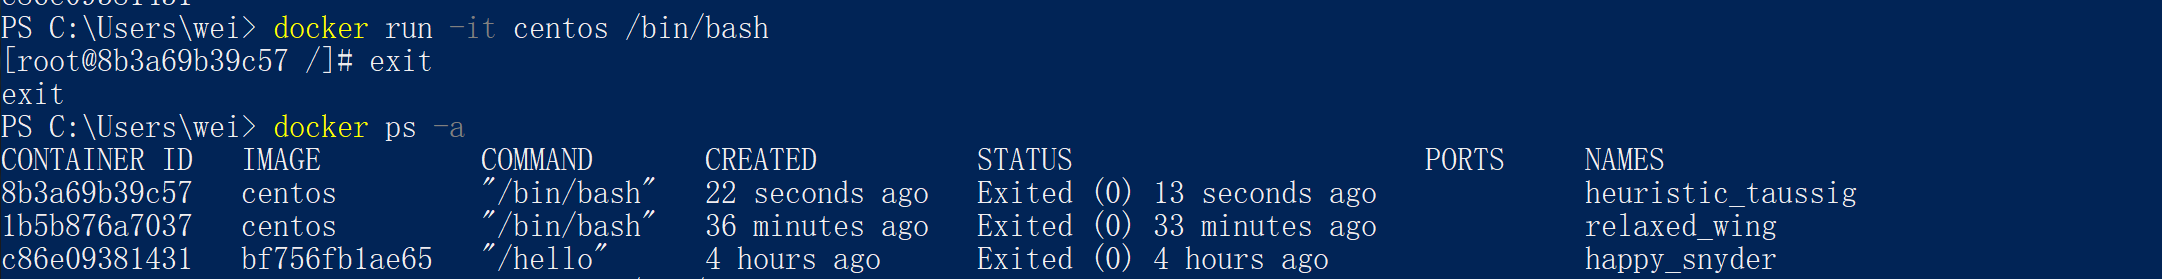 PS C:\Users\wei> docker run -it centos /bin/bash
[root@8b3a69b39c57 /]# exit
exit
PS C:\Users\wei> docker ps -a
CONTAINER ID   IMAGE          COMMAND       CREATED          STATUS                      PORTS     NAMES
8b3a69b39c57   centos         "/bin/bash"   22 seconds ago   Exited (0) 13 seconds ago             heuristic_taussig
1b5b876a7037   centos         "/bin/bash"   36 minutes ago   Exited (0) 33 minutes ago             relaxed_wing
c86e09381431   bf756fb1ae65   "/hello"      4 hours ago      Exited (0) 4 hours ago                happy_snyder